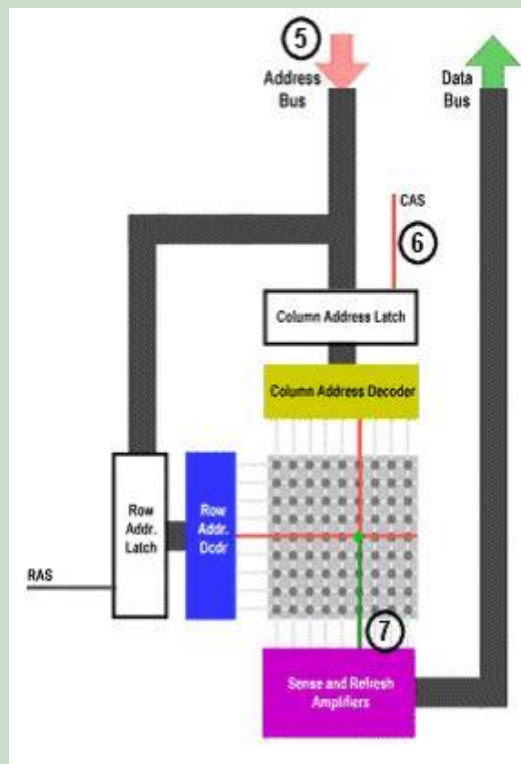 5
Address
Bus
Data
Bus
CAS
6
Column Address Latch
Column Address Decoder
Row
Addr.
Latch
Row
Addr.
Dcdr
RAS
7
Sense and Refresh
Amplifiers